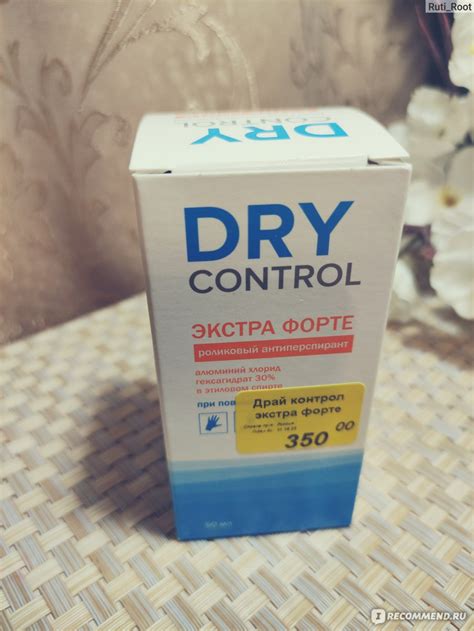 Ruti_Root
DRY
CONTROL
DRY
CONTROL
ЭКСТРА ФОРТЕ
роликовый антиперспирант
алюминий хлорид
гексагидрат 30%
в этиловом спирте
при пов
Драй контрол
экстра форте
350 00
50 мл
IRECOMMEND.RU